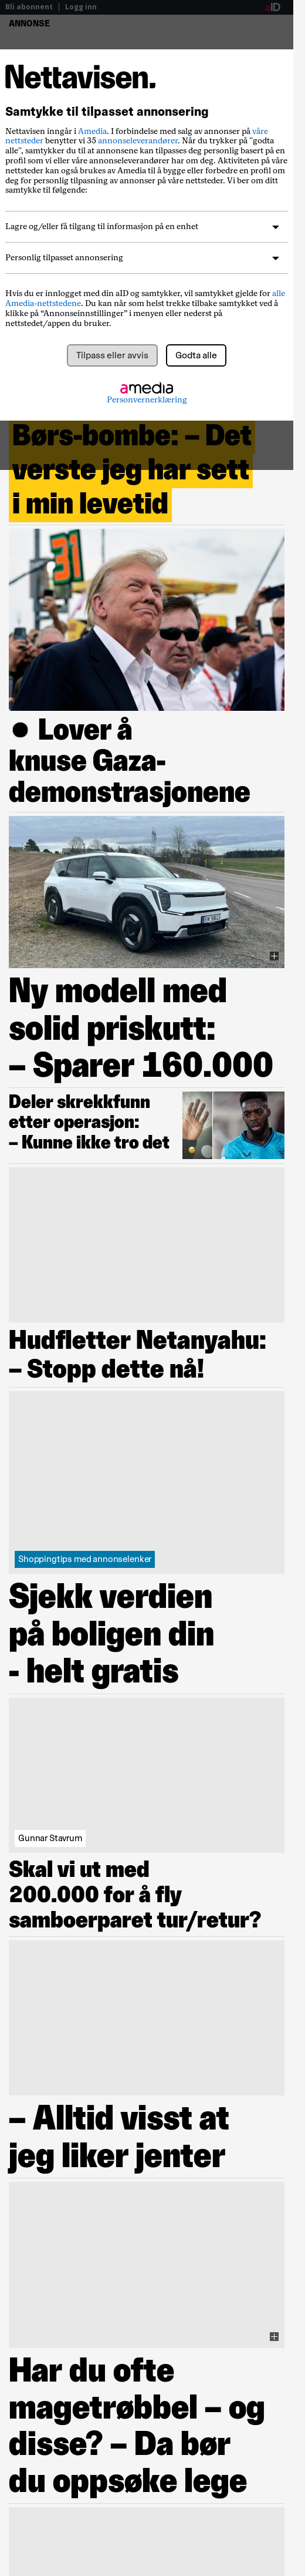 Bli abonnent | Logg inn
aID
ANNONSE
Nettavisen.
Samtykke til tilpasset annonsering
Nettavisen inngår i Amedia. I forbindelse med salg av annonser på våre
nettsteder benytter vi 35 annonseleverandører. Når du trykker på "godta
alle", samtykker du til at annonsene kan tilpasses deg personlig basert på en
profil som vi eller våre annonseleverandører har om deg. Aktiviteten på våre
nettsteder kan også brukes av Amedia til å bygge eller forbedre en profil om
deg for personlig tilpasning av annonser på våre nettsteder. Vi ber om ditt
samtykke til følgende:
Lagre og/eller få tilgang til informasjon på en enhet
Personlig tilpasset annonsering
Hvis du er innlogget med din aID og samtykker, vil samtykket gjelde for alle
Amedia-nettstedene. Du kan når som helst trekke tilbake samtykket ved å
klikke på “Annonseinnstillinger” i menyen eller nederst på
nettstedet/appen du bruker.
Tilpass eller avvis
Godta alle
amedia
Personvernerklæring
Børs-bombe: – Det
verste jeg har sett
i min levetid
31
● Lover å
knuse Gaza-
demonstrasjonene
Ny modell med
solid priskutt:
– Sparer 160.000
Deler skrekkfunn
etter operasjon:
– Kunne ikke tro det
Hudfletter Netanyahu:
– Stopp dette nå!
Shoppingtips med annonselenker
Sjekk verdien
på boligen din
- helt gratis
Gunnar Stavrum
Skal vi ut med
200.000 for å fly
samboerparet tur/retur?
– Alltid visst at
jeg liker jenter
Har du ofte
magetrøbbel – og
disse? – Da bør
du oppsøke lege